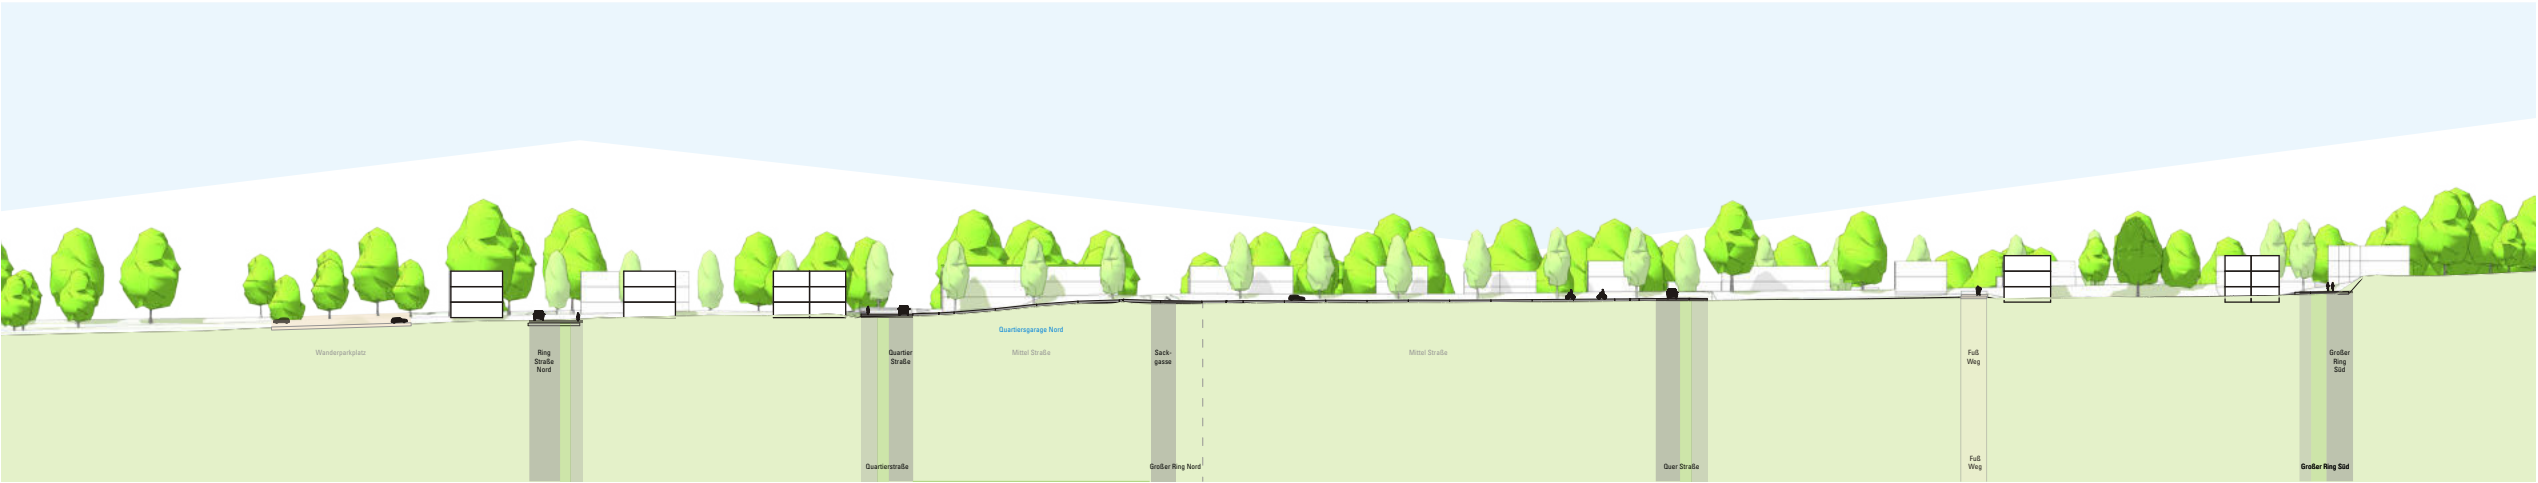 Quartiersgarage Nord
Wanderparkplatz
Ring
Straße
Nord
Quartier
Straße
Mittel Straße
Sack-
gasse
Mittel Straße
Fuß
Weg
Großer
Ring
Süd
Quartierstraße
Großer Ring Nord
Quer Straße
Fuß
Weg
Großer Ring Süd